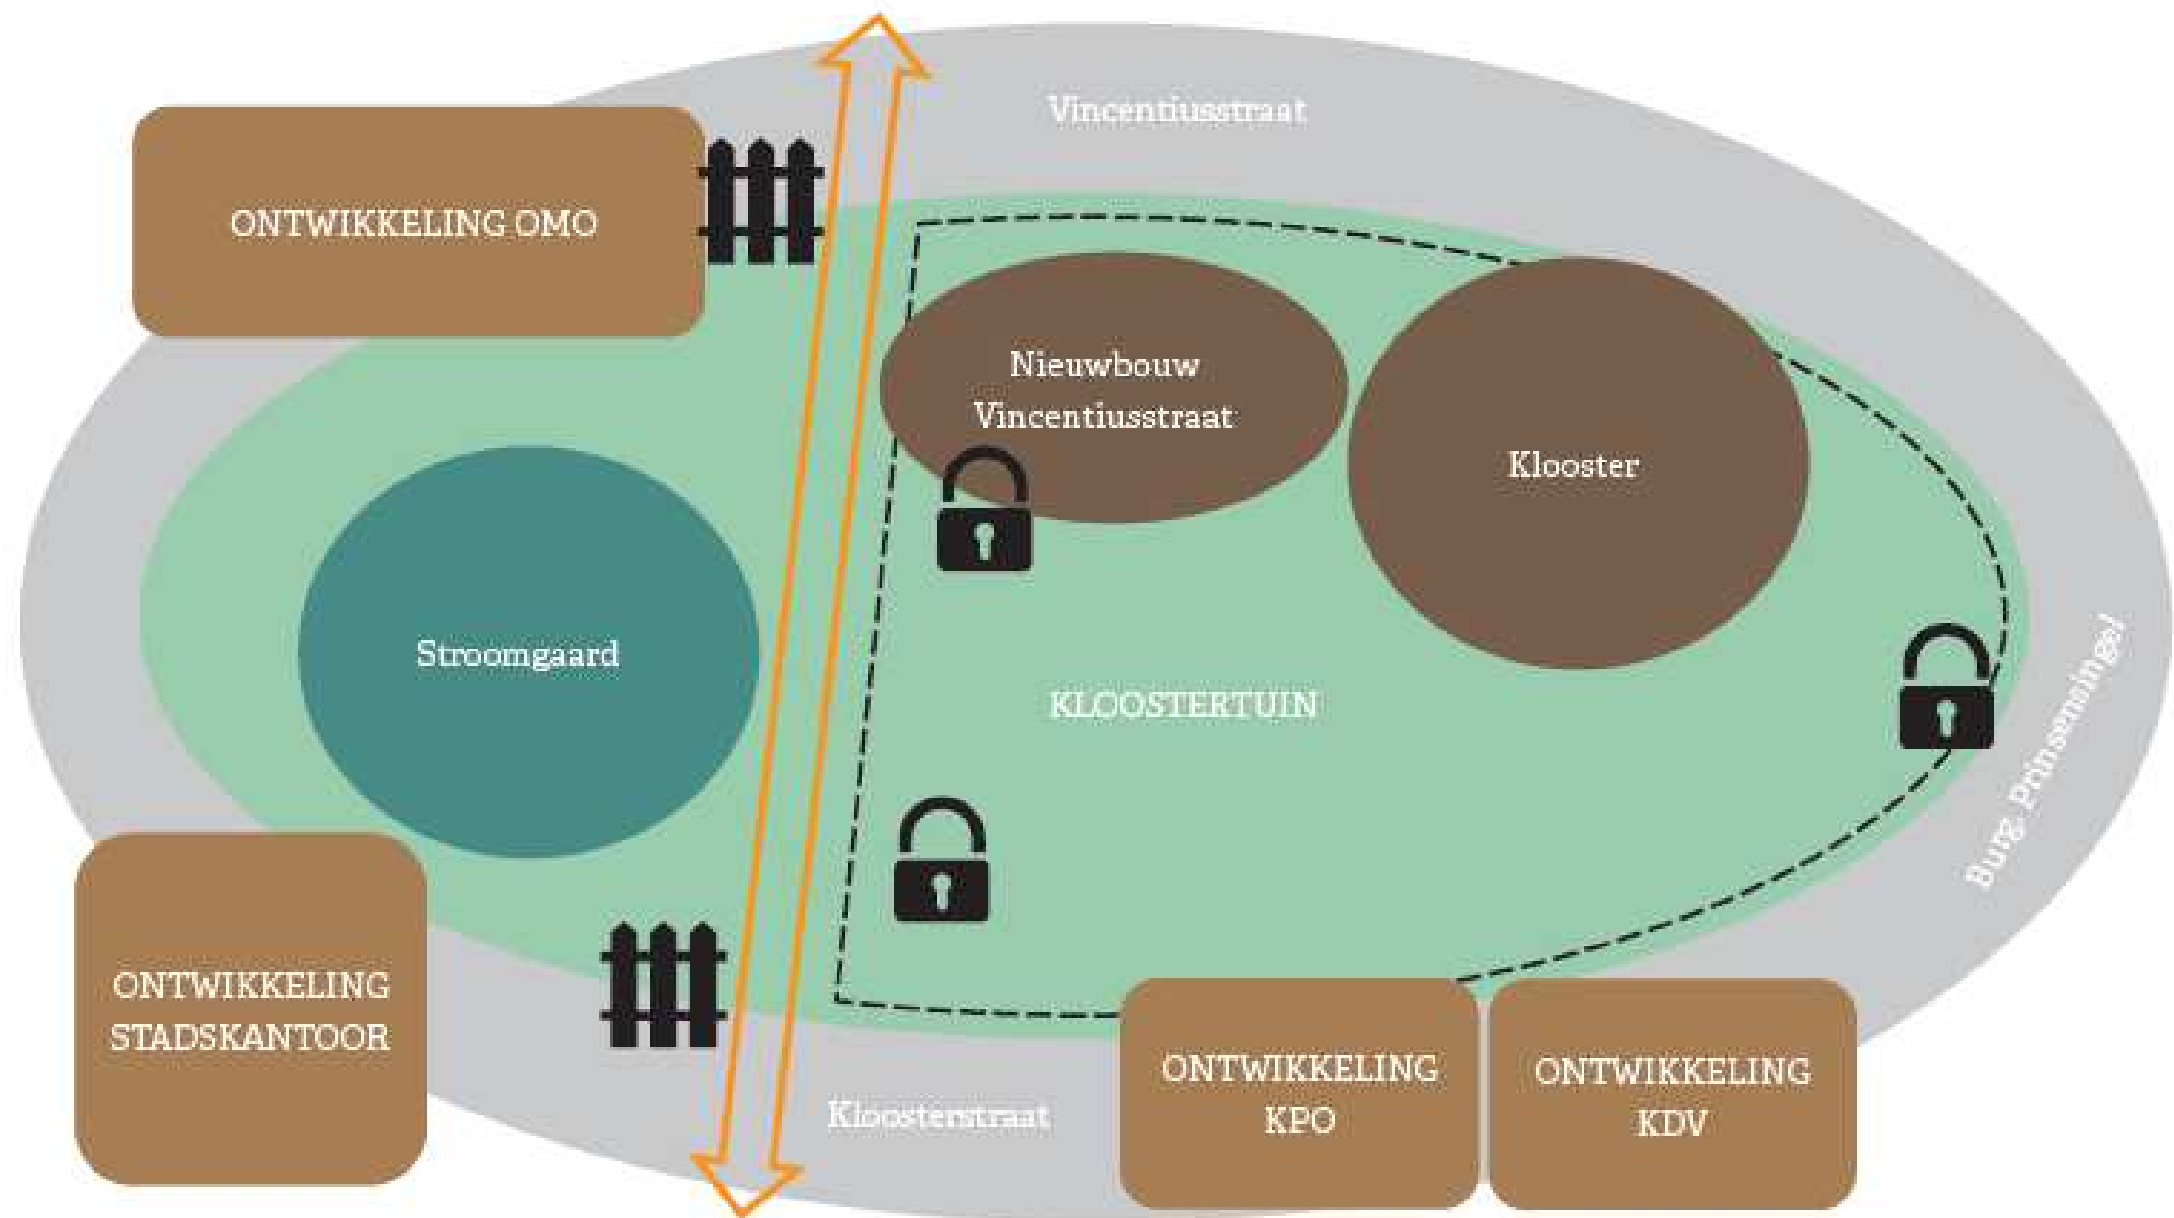 Vincentiusstraat
ONTWIKKELING OMO
Nieuwbouw
Vincentiusstraat
Klooster
Stroomgaard
KLOOSTERTUIN
Burg. Prinsensingel
ONTWIKKELING
STADSKANTOOR
Kloosterstraat
ONTWIKKELING
KPO
ONTWIKKELING
KDV